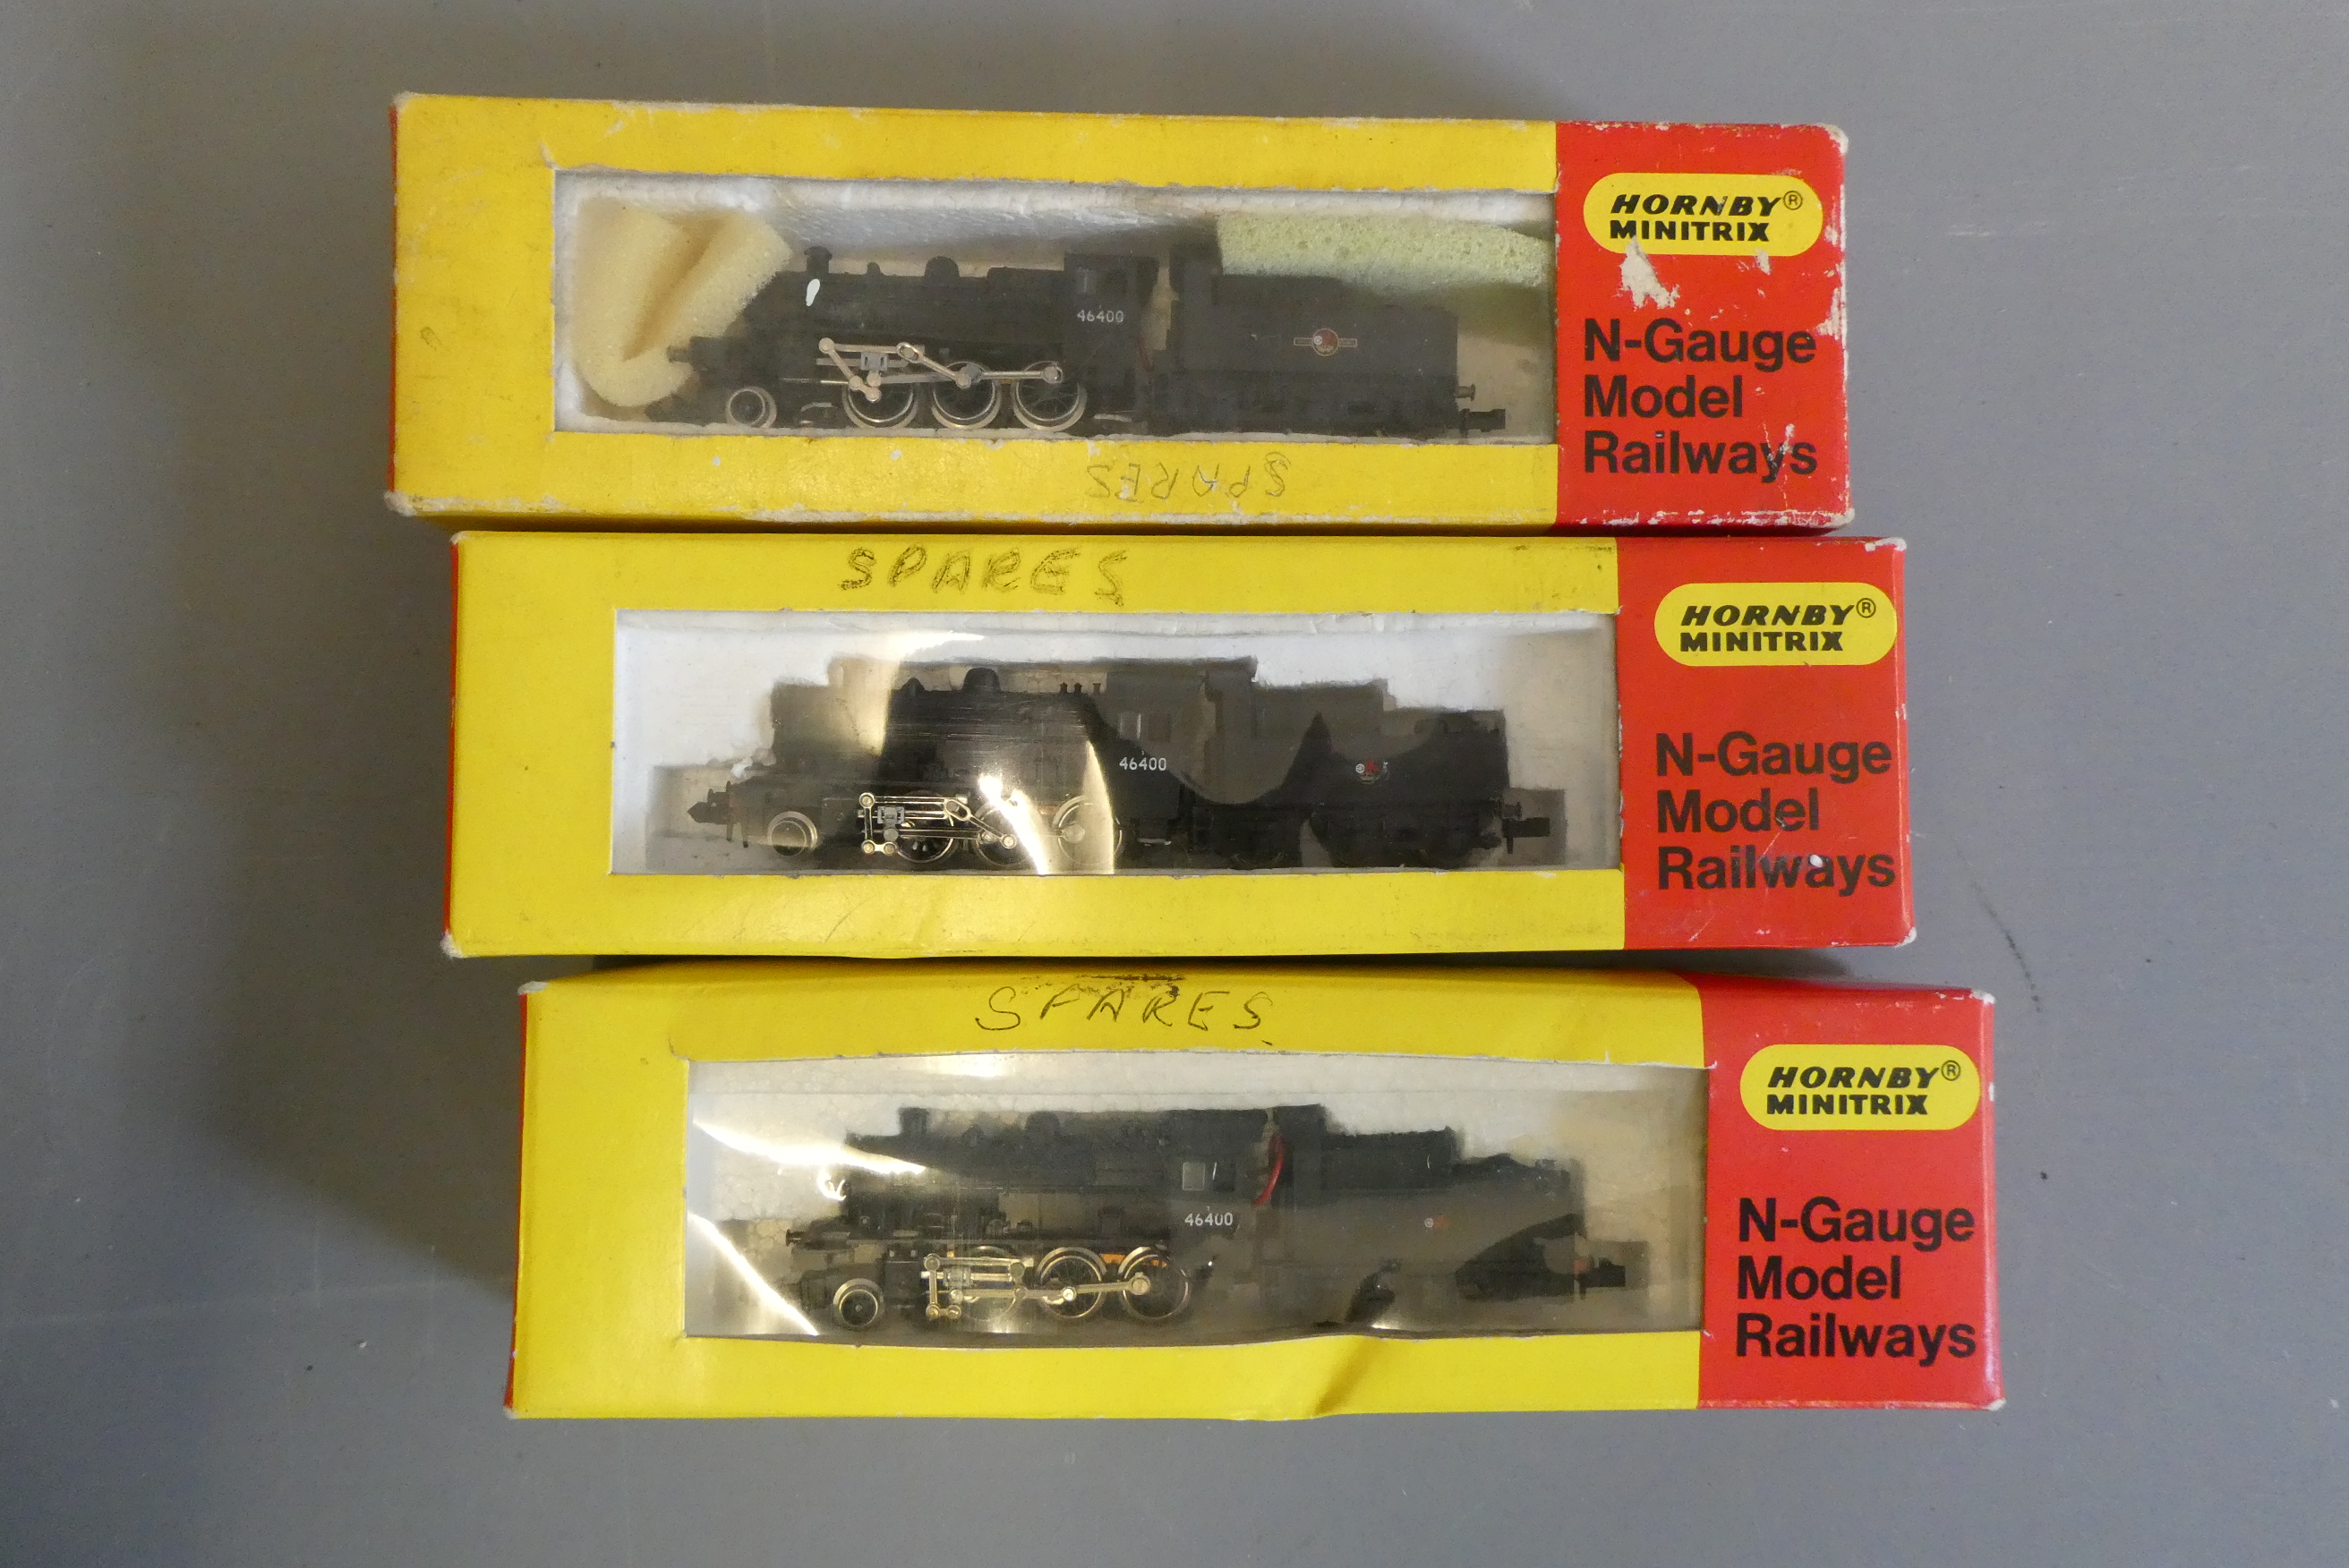 HORNBY®
MINITRIX
N-Gauge
Model
Railways
46400
SPARES
SPARES
HORNBY®
MINITRIX
N-Gauge
Model
Railways
46400
SPARES
HORNBY®
MINITRIX
N-Gauge
Model
Railways
46400